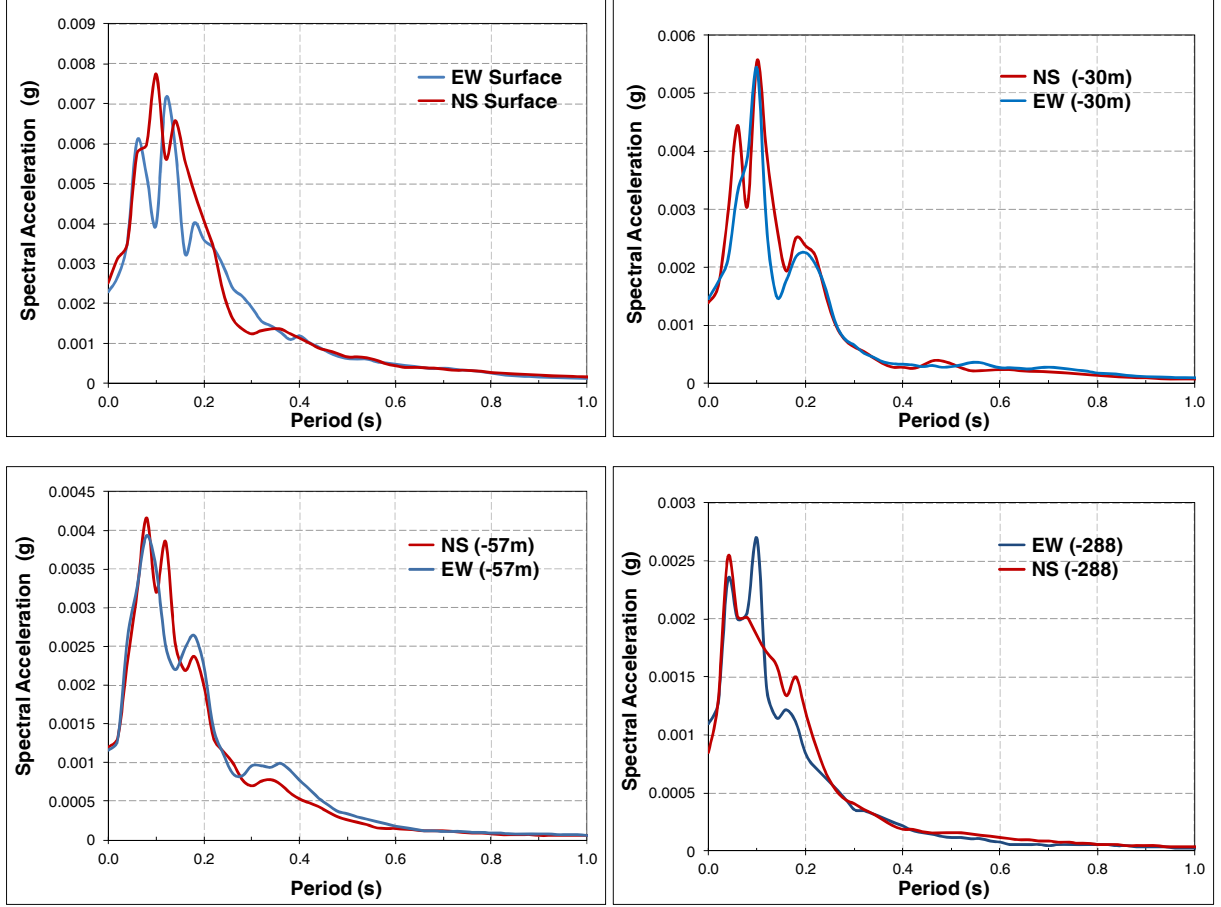 0.009
0.008
0.007
0.006
0.005
0.004
0.003
0.002
0.001
0
Spectral Acceleration (g)
EW Surface
NS Surface
0.0 0.2 0.4 0.6 0.8 1.0
Period (s)
0.006
0.005
0.004
0.003
0.002
0.001
0
Spectral Acceleration (g)
NS (-30m)
EW (-30m)
0.0 0.2 0.4 0.6 0.8 1.0
Period (s)
0.0045
0.004
0.0035
0.003
0.0025
0.002
0.0015
0.001
0.0005
0
Spectral Acceleration (g)
NS (-57m)
EW (-57m)
0.0 0.2 0.4 0.6 0.8 1.0
Period (s)
0.003
0.0025
0.002
0.0015
0.001
0.0005
0
Spectral Acceleration (g)
EW (-288)
NS (-288)
0.0 0.2 0.4 0.6 0.8 1.0
Period (s)